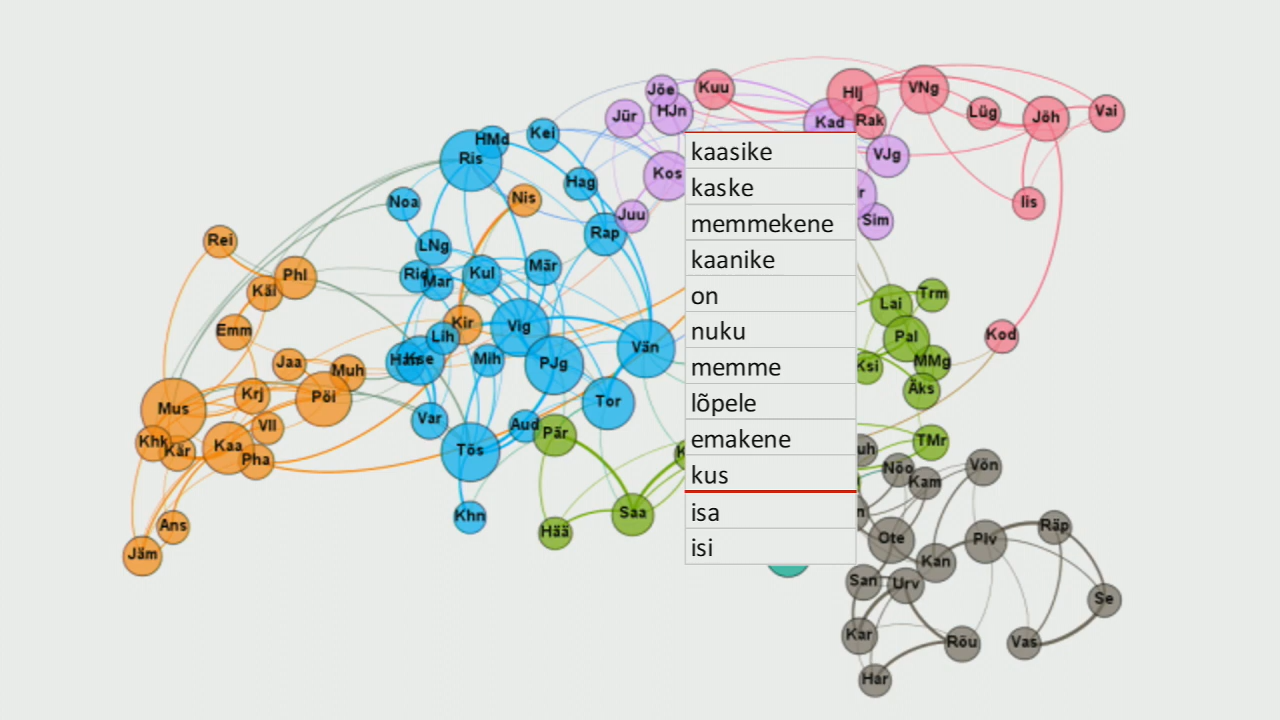 Jõe
Kuu
Hlj
VNg
HJn
Jür
Kad
Rak
Lüg
Jõh
Vai
HMd
Kei
Ris
VJg
Kos
Hag
Noa
Nis
Juu
Sim
Iis
Rap
Rei
LNg
Phl
Rid
Mar
Kul
Mär
Käi
Lai
Trm
Emm
Kir
Vig
Lih
Pal
Kod
Vän
Jaa
Muh
Kse
Mih
PJg
Ksi
MMg
Äks
Krj
Pöi
Mus
Tor
VII
Var
Aud
Pär
Khk
Kär
Kaa
Pha
Tõs
TMr
Nõo
Kam
Võn
Ans
Khn
Saa
Hää
Jäm
Ote
Plv
Räp
Kan
San
Urv
Se
Kar
Rõu
Vas
Har
kaasike
kaske
memmekene
kaanike
on
nuku
memme
lõpele
emakene
kus
isa
isi